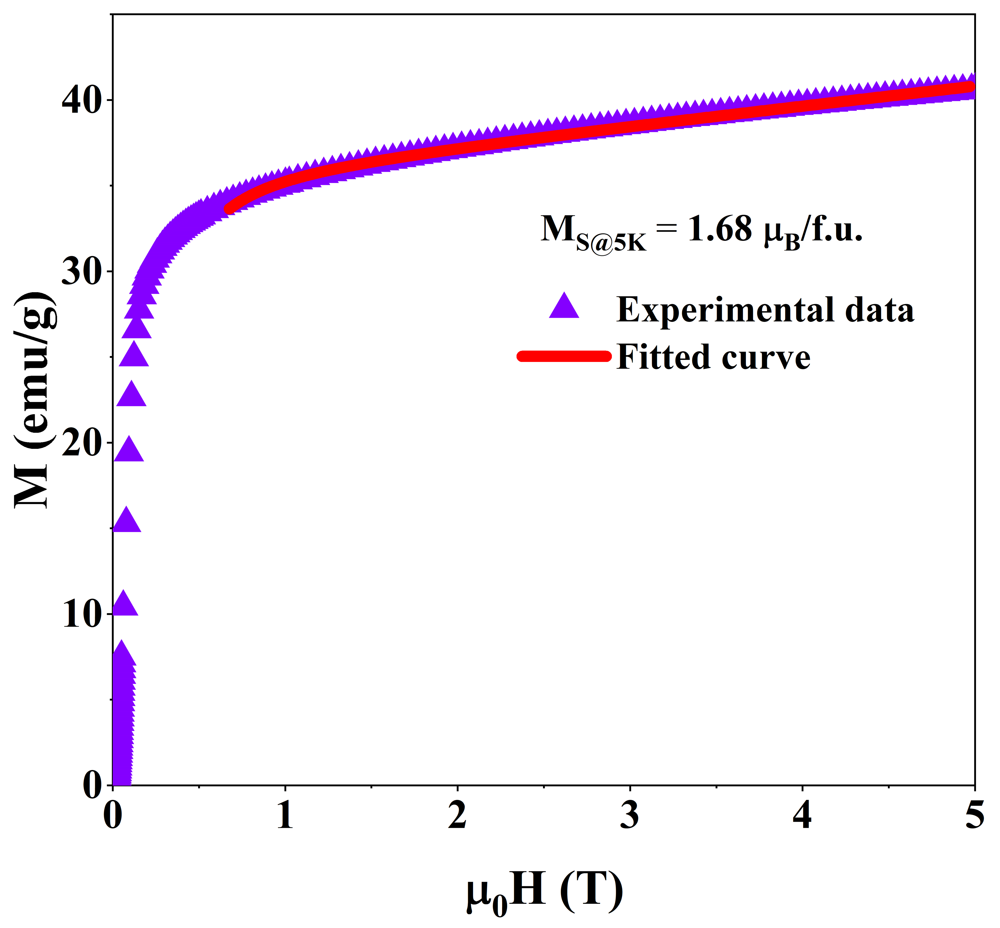 M (emu/g)
40
30
20
10
0
M_S@5K = 1.68 μ_B/f.u.
Experimental data
Fitted curve
0 1 2 3 4 5
μ₀H (T)